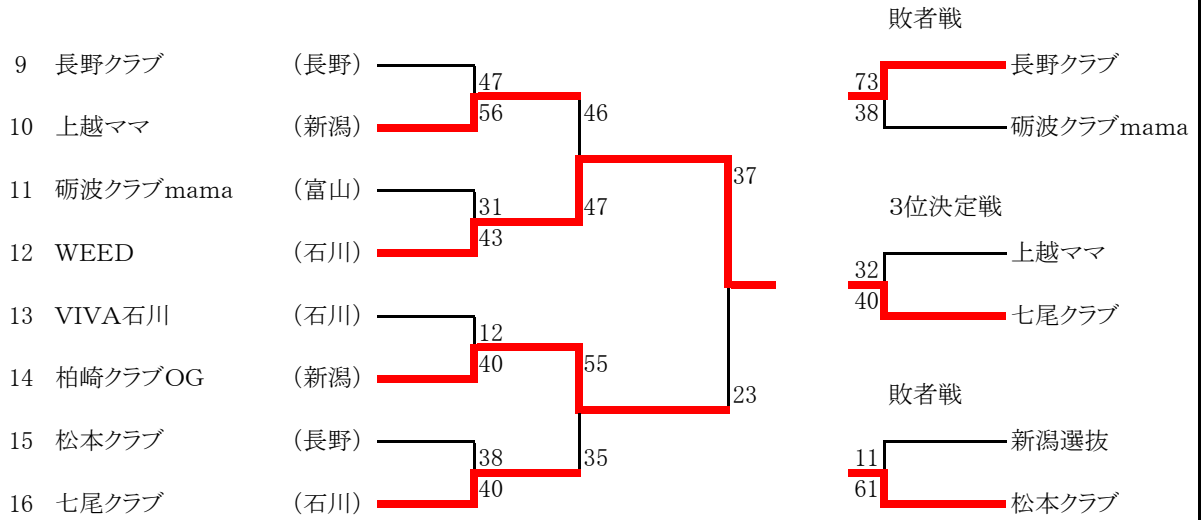 敗者戦
9 長野クラブ (長野) 長野クラブ
47 73
56 46 38
10 上越ママ (新潟) 砺波クラブmama
37
11 砺波クラブmama (富山)
31 47 3位決定戦
43
12 WEED (石川) 上越ママ
32
40
13 VIVA石川 (石川) 七尾クラブ
12
40 55
14 柏崎クラブOG (新潟)
23 敗者戦
15 松本クラブ (長野) 新潟選抜
38 35 11
40 61
16 七尾クラブ (石川) 松本クラブ